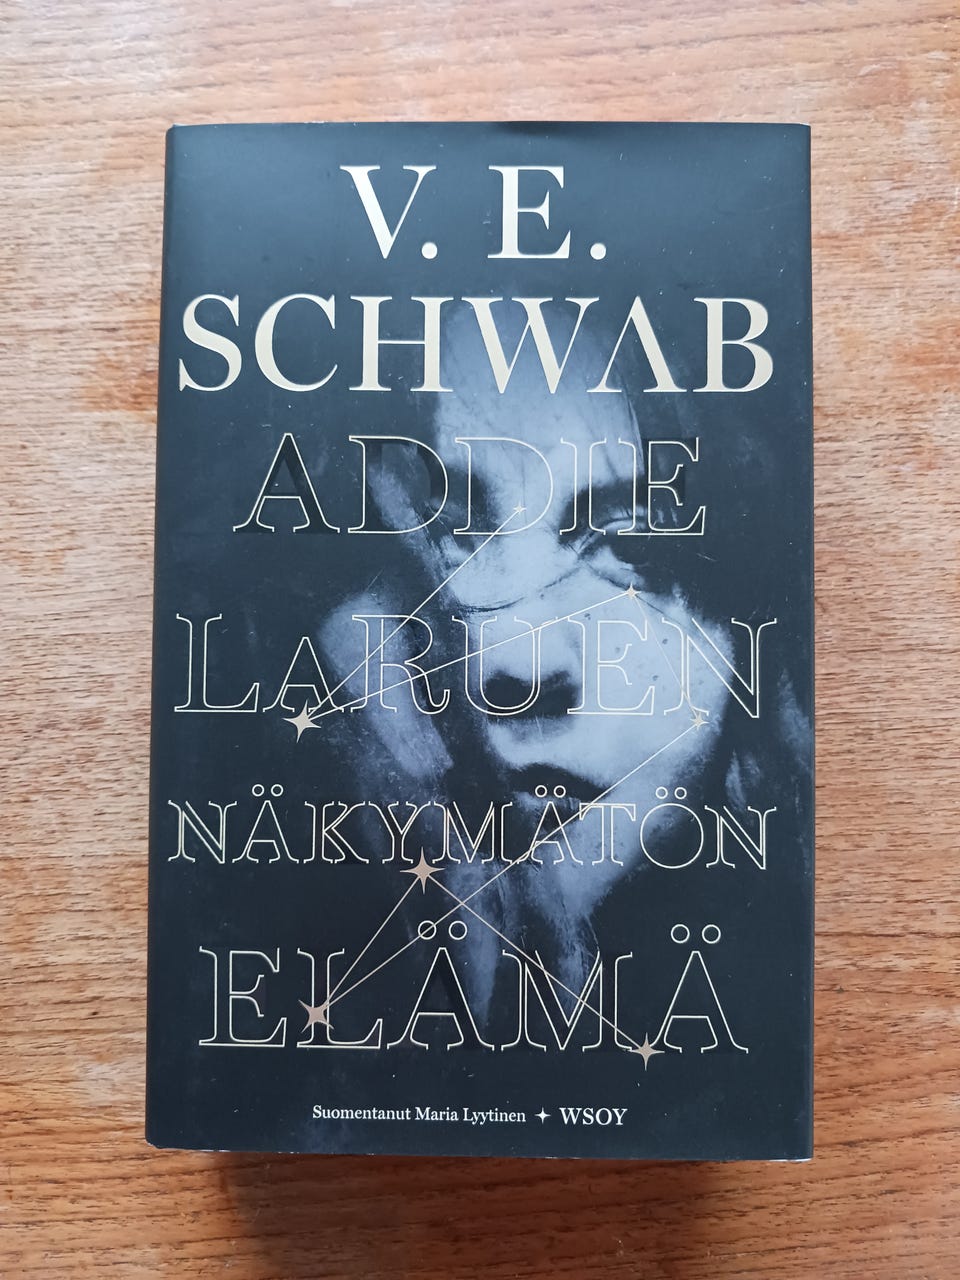 V. E.
SCHWAB
ADDIE
LARUEN
NÄKYMÄTÖN
ELÄMÄ
Suomentanut Maria Lyytinen ✦ WSOY